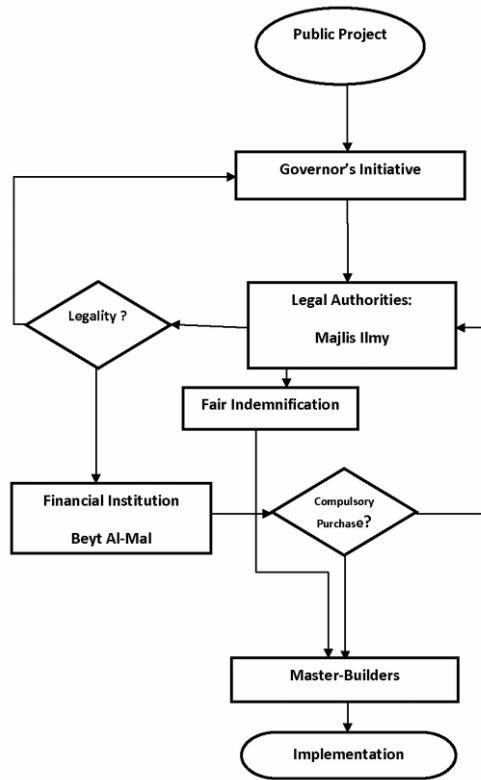 Public Project
Governor's Initiative
Legal Authorities:
Majlis Ilmy
Legality ?
Fair Indemnification
Financial Institution
Beyt Al-Mal
Compulsory
Purchase?
Master-Builders
Implementation